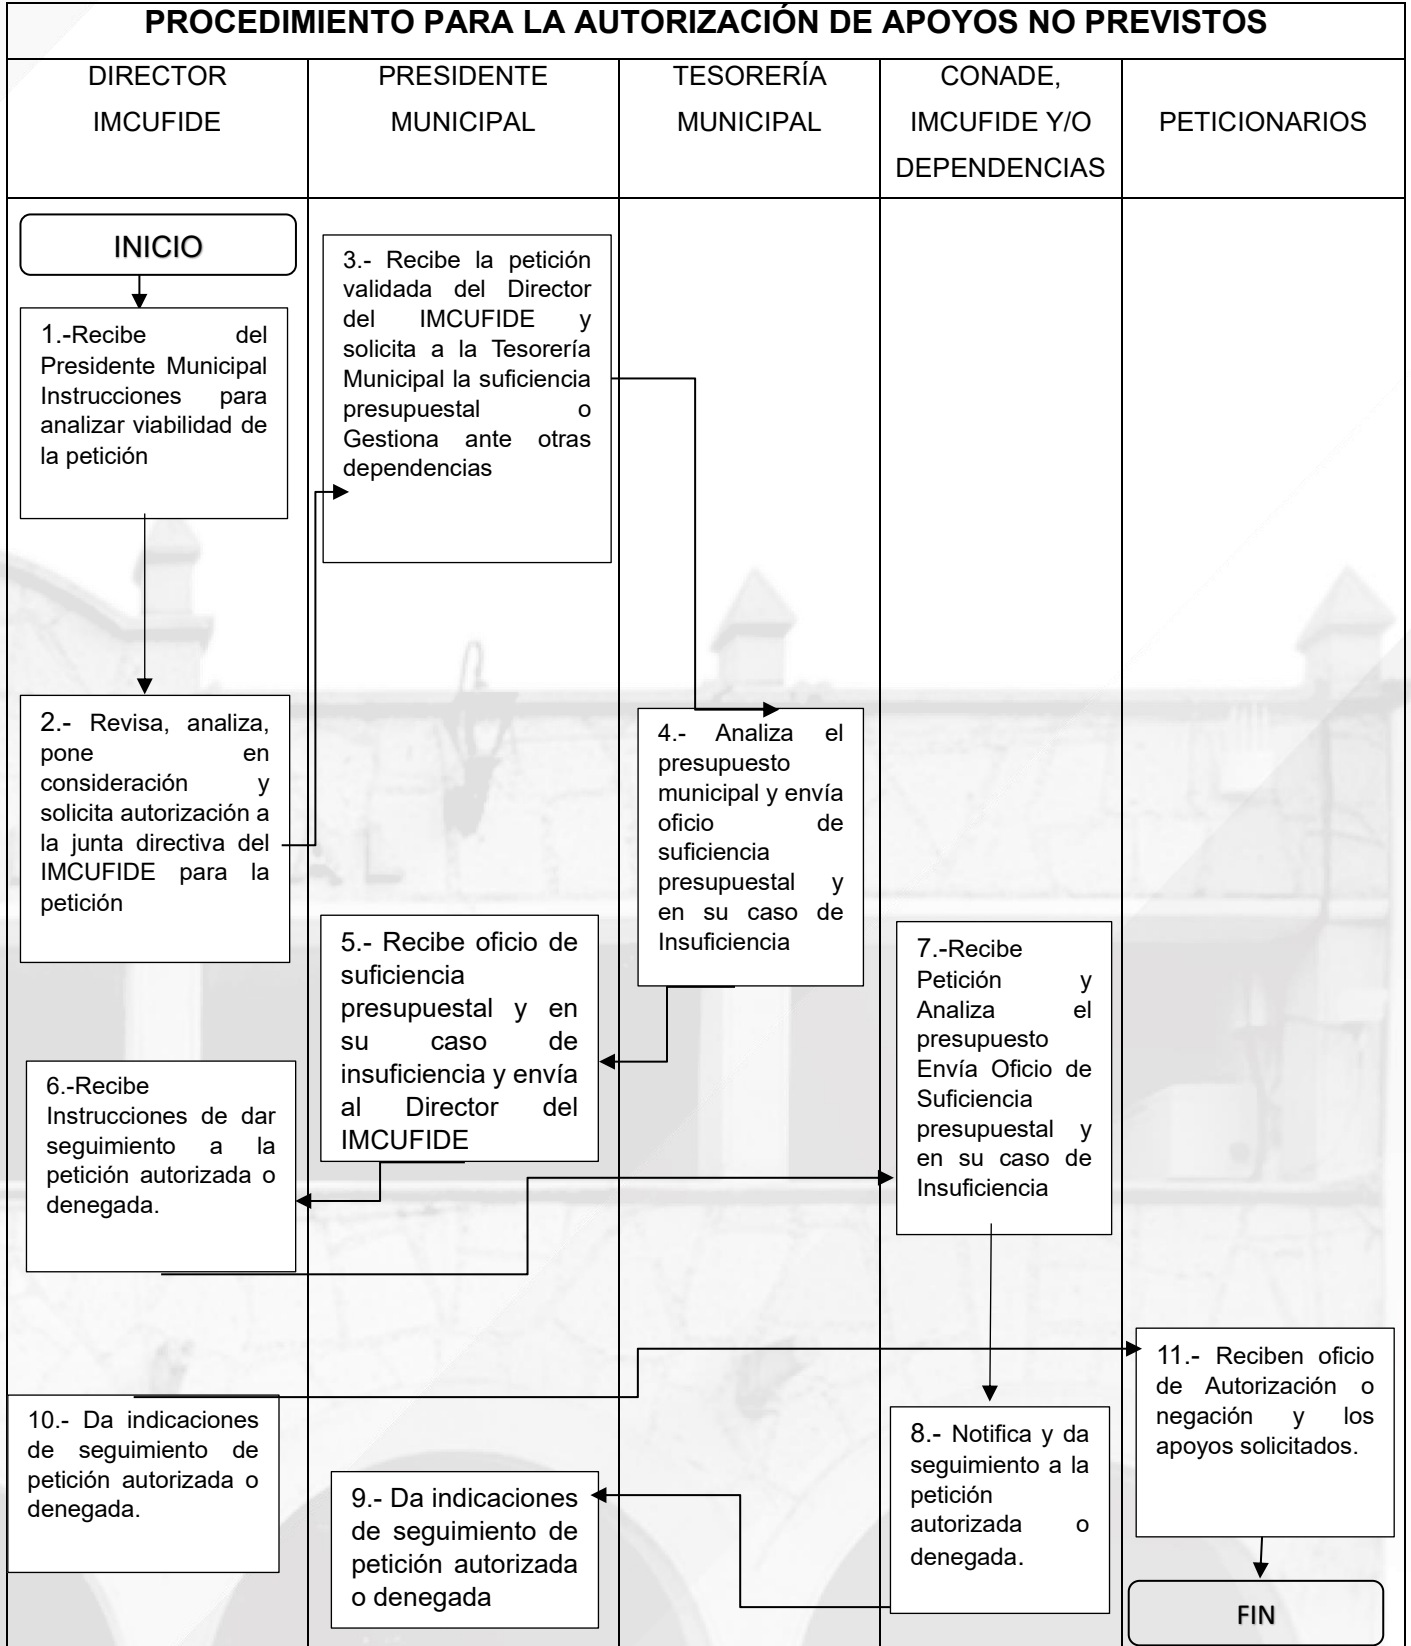 PROCEDIMIENTO PARA LA AUTORIZACIÓN DE APOYOS NO PREVISTOS
DIRECTOR
IMCUFIDE
PRESIDENTE
MUNICIPAL
TESORERÍA
MUNICIPAL
CONADE,
IMCUFIDE Y/O
DEPENDENCIAS
PETICIONARIOS
INICIO
1.-Recibe del
Presidente Municipal
Instrucciones para
analizar viabilidad de
la petición
2.- Revisa, analiza,
pone en
consideración y
solicita autorización a
la junta directiva del
IMCUFIDE para la
petición
3.- Recibe la petición
validada del Director
del IMCUFIDE y
solicita a la Tesorería
Municipal la suficiencia
presupuestal o
Gestiona ante otras
dependencias
4.- Analiza el
presupuesto
municipal y envía
oficio de
suficiencia
presupuestal y
en su caso de
Insuficiencia
5.- Recibe oficio de
suficiencia
presupuestal y en
su caso de
insuficiencia y envía
al Director del
IMCUFIDE
6.-Recibe
Instrucciones de dar
seguimiento a la
petición autorizada o
denegada.
7.-Recibe
Petición y
Analiza el
presupuesto
Envía Oficio de
Suficiencia
presupuestal y
en su caso de
Insuficiencia
8.- Notifica y da
seguimiento a la
petición
autorizada o
denegada.
9.- Da indicaciones
de seguimiento de
petición autorizada
o denegada
10.- Da indicaciones
de seguimiento de
petición autorizada o
denegada.
11.- Reciben oficio
de Autorización o
negación y los
apoyos solicitados.
FIN